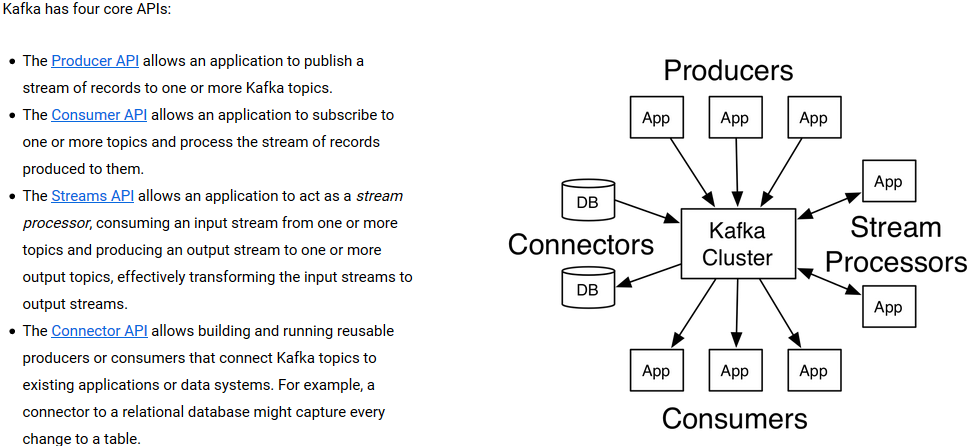 Kafka has four core APIs:
The Producer API allows an application to publish a
stream of records to one or more Kafka topics.
The Consumer API allows an application to subscribe to
one or more topics and process the stream of records
produced to them.
The Streams API allows an application to act as a stream
processor, consuming an input stream from one or more
topics and producing an output stream to one or more
output topics, effectively transforming the input streams to
output streams.
The Connector API allows building and running reusable
producers or consumers that connect Kafka topics to
existing applications or data systems. For example, a
connector to a relational database might capture every
change to a table.
Producers
App
App
App
DB
App
Connectors
Kafka
Cluster
Stream
Processors
DB
App
App
App
App
Consumers